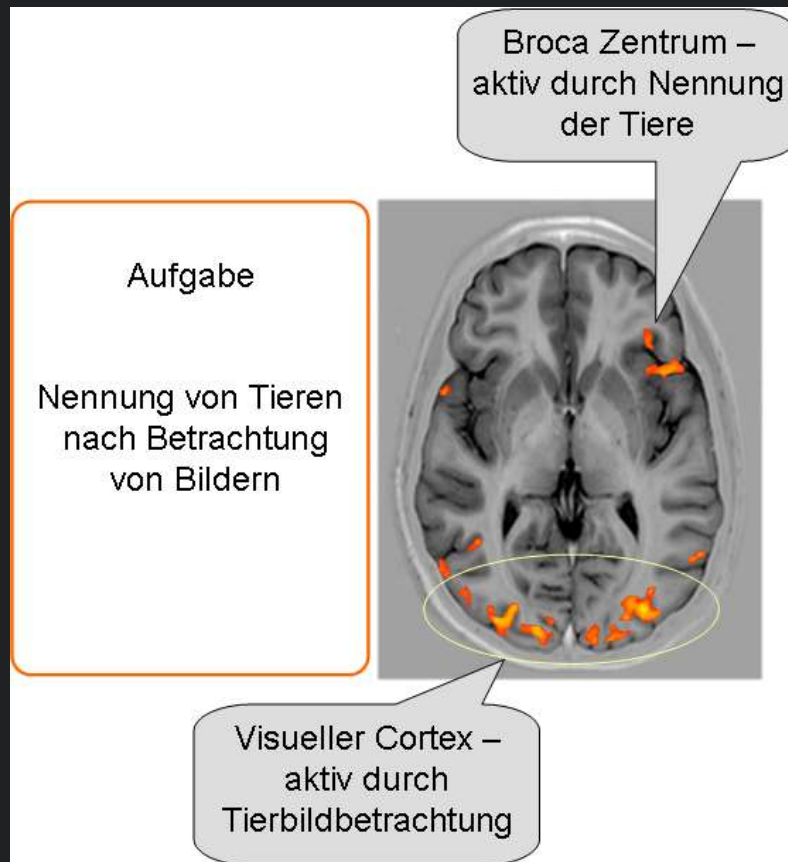 Broca Zentrum –
aktiv durch Nennung
der Tiere
Aufgabe
Nennung von Tieren
nach Betrachtung
von Bildern
Visueller Cortex –
aktiv durch
Tierbildbetrachtung